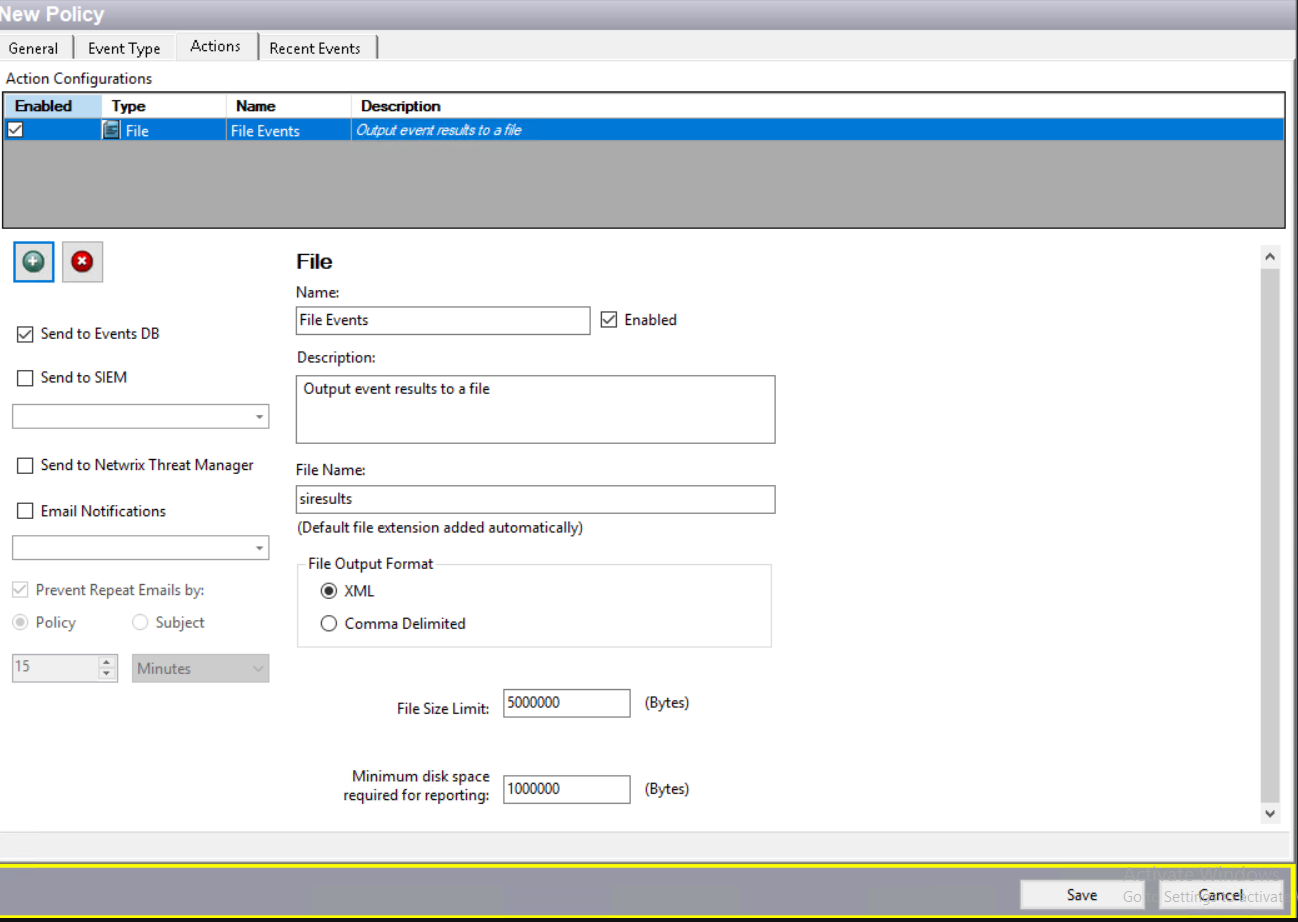 New Policy
General Event Type Actions Recent Events
Action Configurations
Enabled Type Name Description
File File Events Output event results to a file
File
Name:
File Events Enabled
Send to Events DB
Description:
Send to SIEM
Output event results to a file
Send to Netwrix Threat Manager
File Name:
siresults
Email Notifications
(Default file extension added automatically)
File Output Format
Prevent Repeat Emails by:
XML
Policy Subject
Comma Delimited
15 Minutes
File Size Limit: 5000000 (Bytes)
Minimum disk space
required for reporting: 1000000 (Bytes)
Activate Windows
Save Cancel
Go to Settings to activat